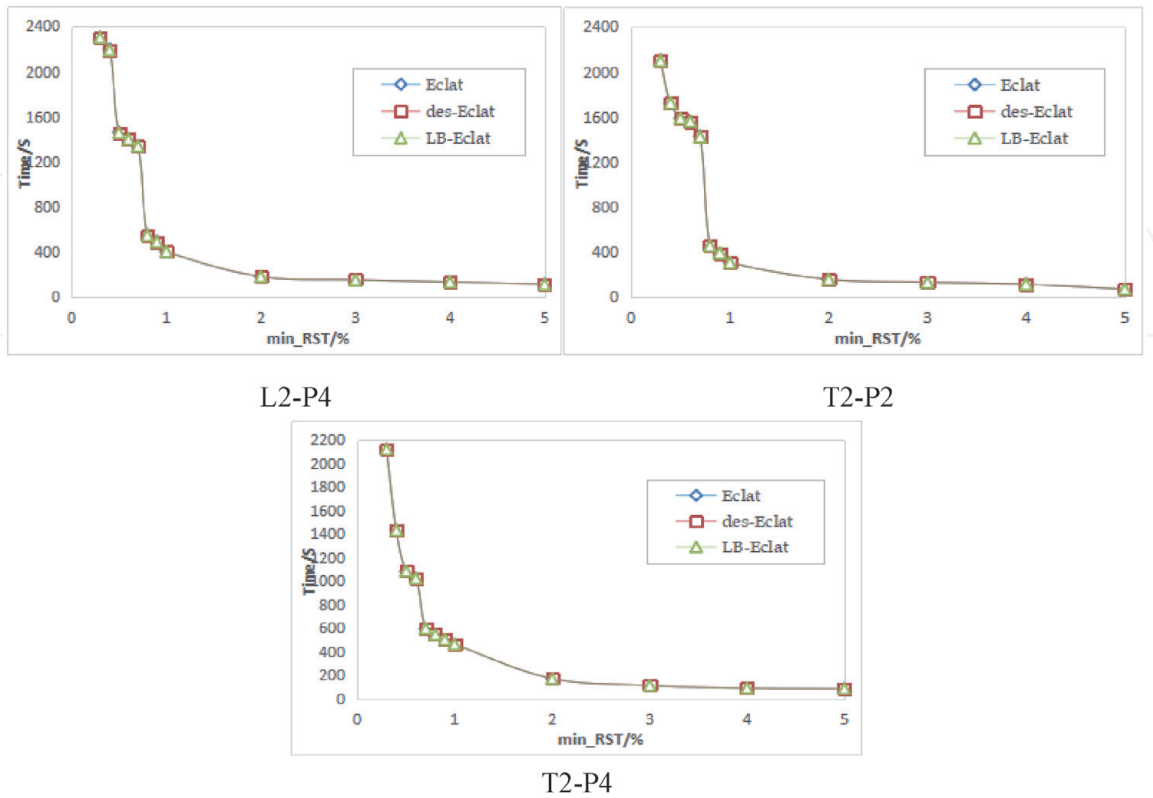 2400
2000
1600
1200
800
400
0
Time/S
Eclat
des-Eclat
LB-Eclat
0 1 2 3 4 5
min_RST/%
L2-P4
2400
2000
1600
1200
800
400
0
Time/S
Eclat
des-Eclat
LB-Eclat
0 1 2 3 4 5
min_RST/%
T2-P2
2200
2000
1800
1600
1400
1200
1000
800
600
400
200
0
Time/S
Eclat
des-Eclat
LB-Eclat
0 1 2 3 4 5
min_RST/%
T2-P4